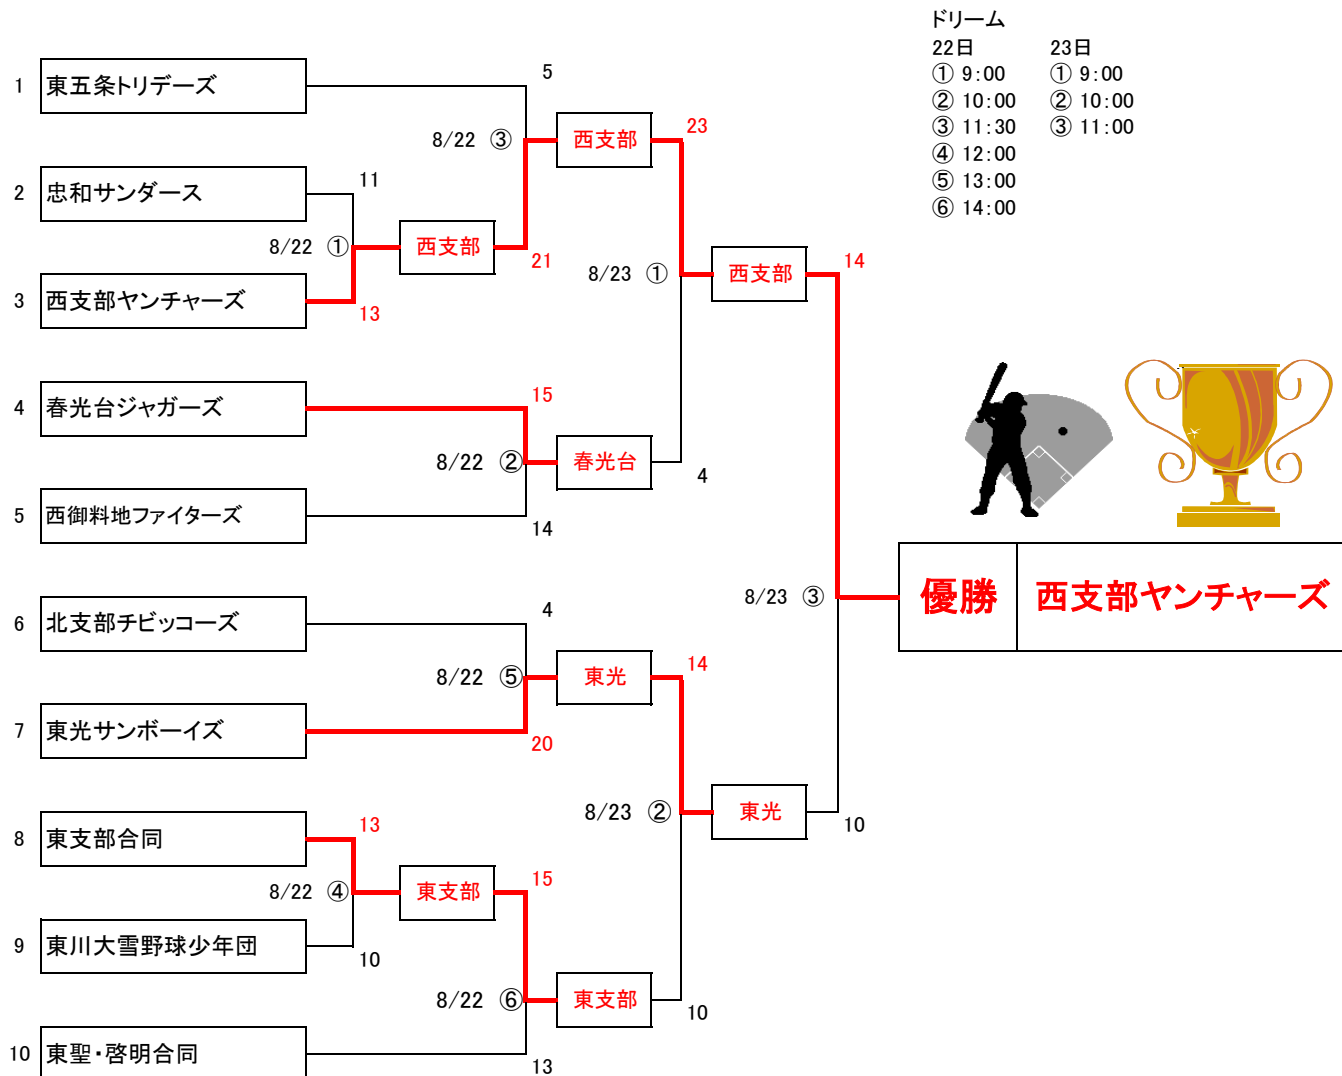 ドリーム
22日 23日
① 9:00 ① 9:00
② 10:00 ② 10:00
③ 11:30 ③ 11:00
④ 12:00
⑤ 13:00
⑥ 14:00
1 東五条トリデーズ
5
8/22 ③
西支部
23
2 忠和サンダース
11
8/22 ①
西支部
21
3 西支部ヤンチャーズ
13
8/23 ①
西支部
14
4 春光台ジャガーズ
15
8/22 ②
春光台
4
5 西御料地ファイターズ
14
8/23 ③
優勝 西支部ヤンチャーズ
6 北支部チビッコーズ
4
8/22 ⑤
東光
14
7 東光サンボーイズ
20
8/23 ②
東光
10
8 東支部合同
13
8/22 ④
東支部
15
9 東川大雪野球少年団
10
8/22 ⑥
東支部
10
10 東聖・啓明合同
13